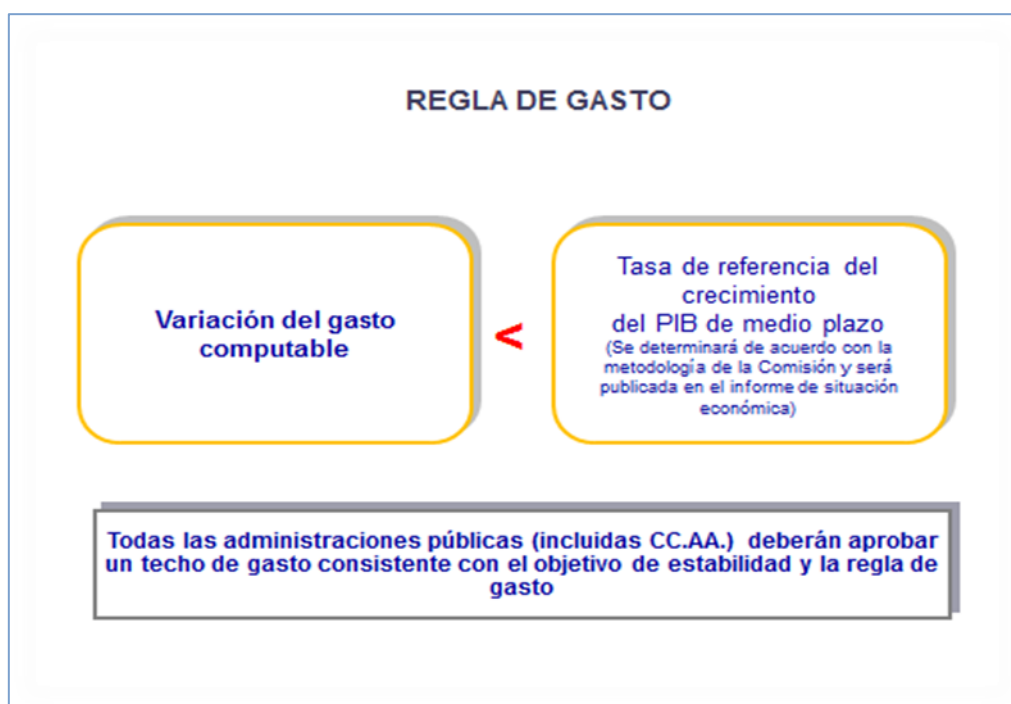 REGLA DE GASTO
Variación del gasto
computable
<
Tasa de referencia del
crecimiento
del PIB de medio plazo
(Se determinará de acuerdo con la
metodología de la Comisión y será
publicada en el informe de situación
económica)
Todas las administraciones públicas (incluidas CC.AA.) deberán aprobar
un techo de gasto consistente con el objetivo de estabilidad y la regla de
gasto